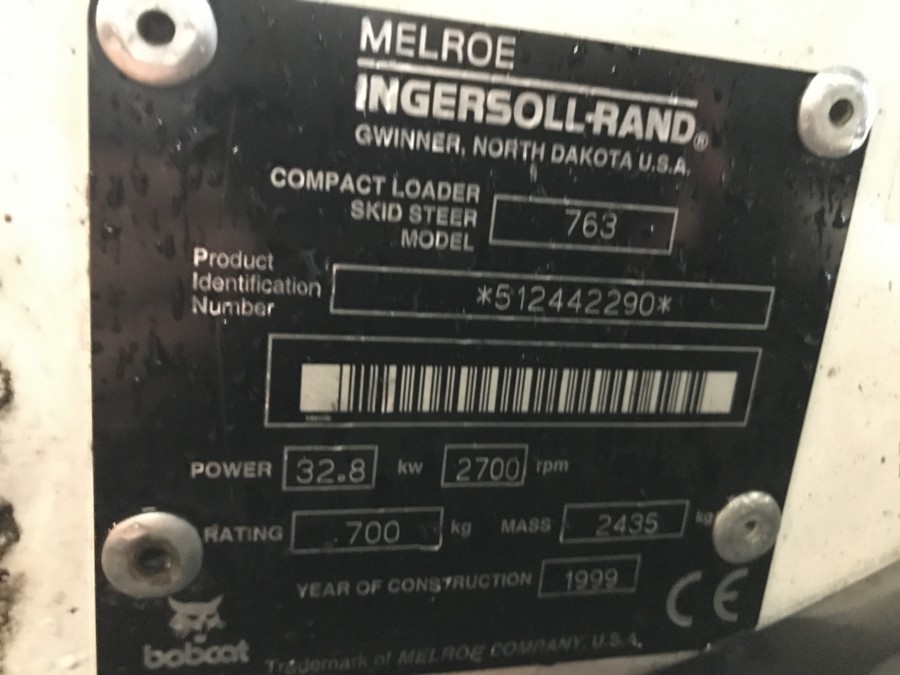 MELROE
INGERSOLL-RAND®
GWINNER, NORTH DAKOTA U.S.A.
COMPACT LOADER
SKID STEER
MODEL 763
Product
Identification
Number *512442290*
POWER 32.8 kw 2700 rpm
RATING 700 kg MASS 2435 kg
YEAR OF CONSTRUCTION 1999
CE
bobcat
Trademark of MELROE COMPANY, U.S.A.